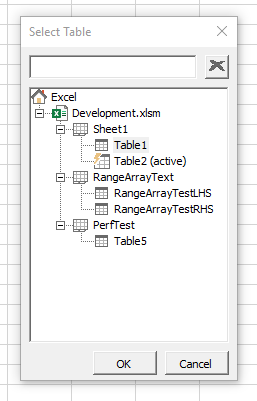 Select Table
Excel
Development.xlsm
Sheet1
Table1
Table2 (active)
RangeArrayText
RangeArrayTestLHS
RangeArrayTestRHS
PerfTest
Table5
OK
Cancel